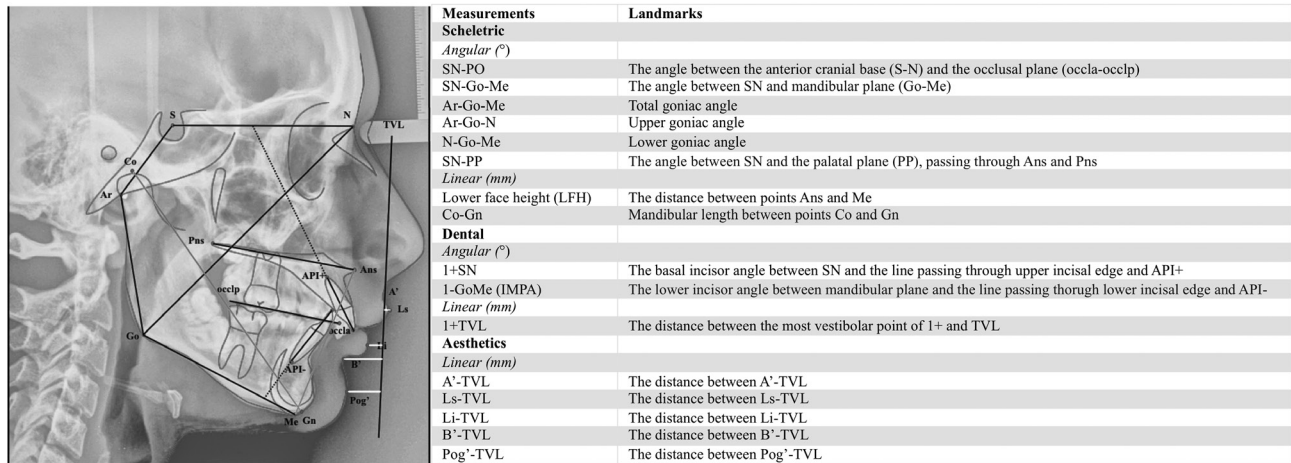 S
N
TVL
Co
Ar
Pns
API+
Ans
occlp
A’
Ls
Go
occla
Li
API-
B’
Pog’
Me Gn
Measurements Landmarks
Scheletric
Angular (°)
SN-PO The angle between the anterior cranial base (S-N) and the occlusal plane (occla-occlp)
SN-Go-Me The angle between SN and mandibular plane (Go-Me)
Ar-Go-Me Total goniac angle
Ar-Go-N Upper goniac angle
N-Go-Me Lower goniac angle
SN-PP The angle between SN and the palatal plane (PP), passing through Ans and Pns
Linear (mm)
Lower face height (LFH) The distance between points Ans and Me
Co-Gn Mandibular length between points Co and Gn
Dental
Angular (°)
1+SN The basal incisor angle between SN and the line passing through upper incisal edge and API+
1-GoMe (IMPA) The lower incisor angle between mandibular plane and the line passing thorugh lower incisal edge and API-
Linear (mm)
1+TVL The distance between the most vestibolar point of 1+ and TVL
Aesthetics
Linear (mm)
A’-TVL The distance between A’-TVL
Ls-TVL The distance between Ls-TVL
Li-TVL The distance between Li-TVL
B’-TVL The distance between B’-TVL
Pog’-TVL The distance between Pog’-TVL